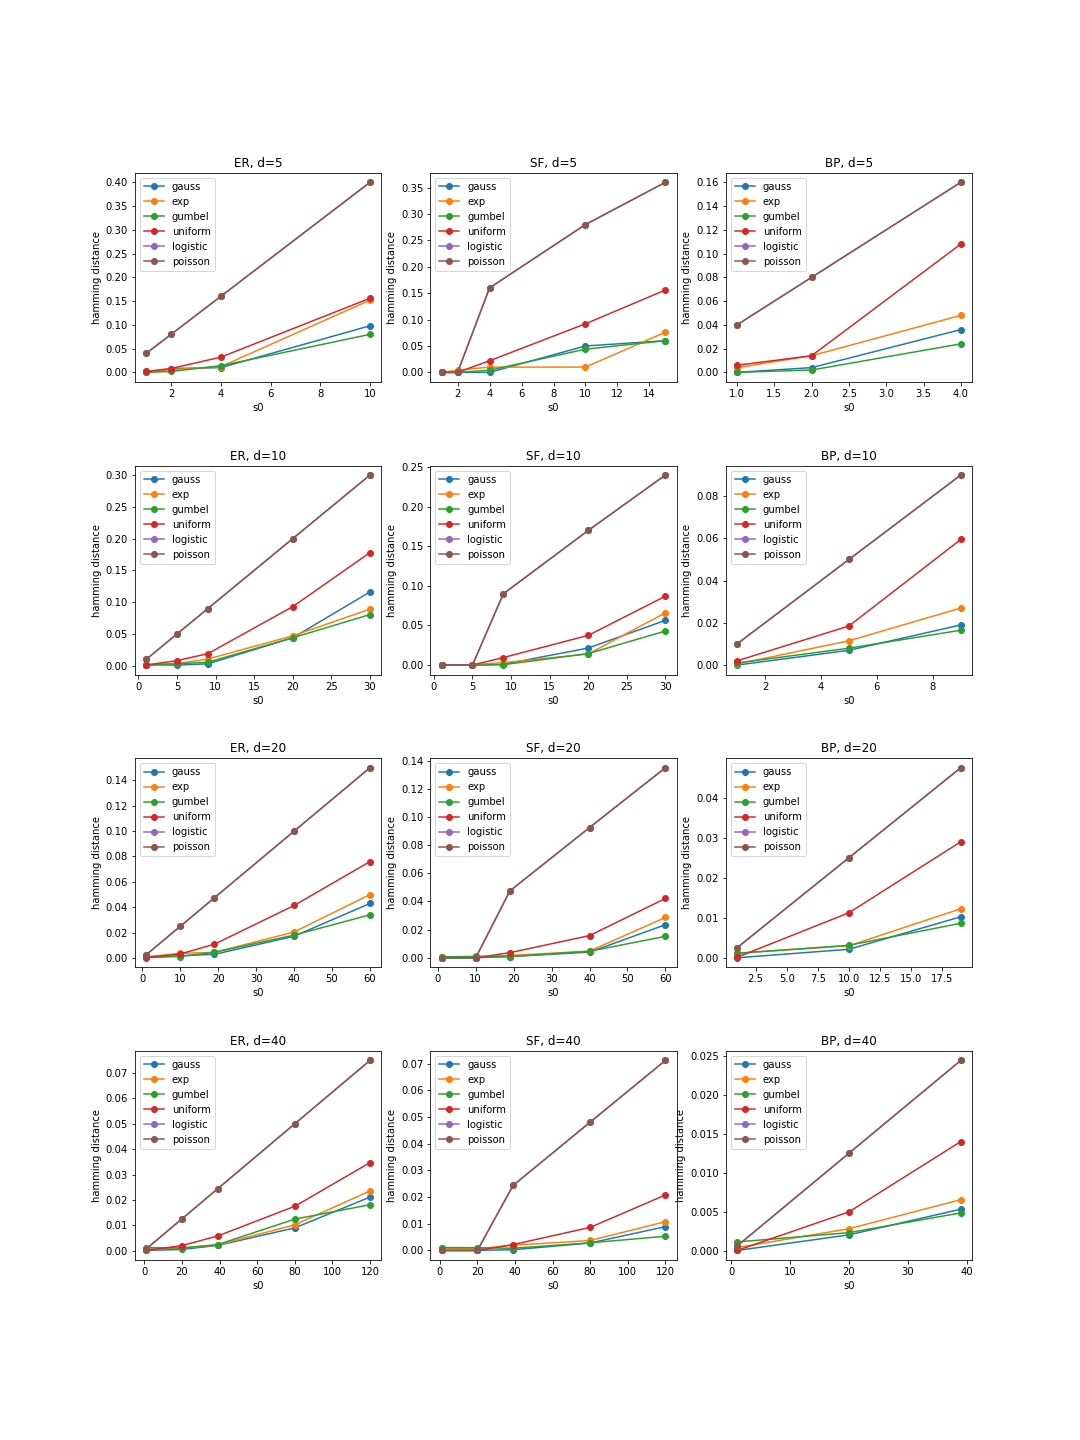 ER, d=5
hamming distance
0.40
0.35
0.30
0.25
0.20
0.15
0.10
0.05
0.00
gauss
exp
gumbel
uniform
logistic
poisson
2 4 6 8 10
s0
SF, d=5
hamming distance
0.35
0.30
0.25
0.20
0.15
0.10
0.05
0.00
gauss
exp
gumbel
uniform
logistic
poisson
2 4 6 8 10 12 14
s0
BP, d=5
hamming distance
0.16
0.14
0.12
0.10
0.08
0.06
0.04
0.02
0.00
gauss
exp
gumbel
uniform
logistic
poisson
1.0 1.5 2.0 2.5 3.0 3.5 4.0
s0
ER, d=10
hamming distance
0.30
0.25
0.20
0.15
0.10
0.05
0.00
gauss
exp
gumbel
uniform
logistic
poisson
0 5 10 15 20 25 30
s0
SF, d=10
hamming distance
0.25
0.20
0.15
0.10
0.05
0.00
gauss
exp
gumbel
uniform
logistic
poisson
0 5 10 15 20 25 30
s0
BP, d=10
hamming distance
0.08
0.06
0.04
0.02
0.00
gauss
exp
gumbel
uniform
logistic
poisson
2 4 6 8
s0
ER, d=20
hamming distance
0.14
0.12
0.10
0.08
0.06
0.04
0.02
0.00
gauss
exp
gumbel
uniform
logistic
poisson
0 10 20 30 40 50 60
s0
SF, d=20
hamming distance
0.14
0.12
0.10
0.08
0.06
0.04
0.02
0.00
gauss
exp
gumbel
uniform
logistic
poisson
0 10 20 30 40 50 60
s0
BP, d=20
hamming distance
0.04
0.03
0.02
0.01
0.00
gauss
exp
gumbel
uniform
logistic
poisson
2.5 5.0 7.5 10.0 12.5 15.0 17.5
s0
ER, d=40
hamming distance
0.07
0.06
0.05
0.04
0.03
0.02
0.01
0.00
gauss
exp
gumbel
uniform
logistic
poisson
0 20 40 60 80 100 120
s0
SF, d=40
hamming distance
0.07
0.06
0.05
0.04
0.03
0.02
0.01
0.00
gauss
exp
gumbel
uniform
logistic
poisson
0 20 40 60 80 100 120
s0
BP, d=40
hamming distance
0.025
0.020
0.015
0.010
0.005
0.000
gauss
exp
gumbel
uniform
logistic
poisson
0 10 20 30 40
s0